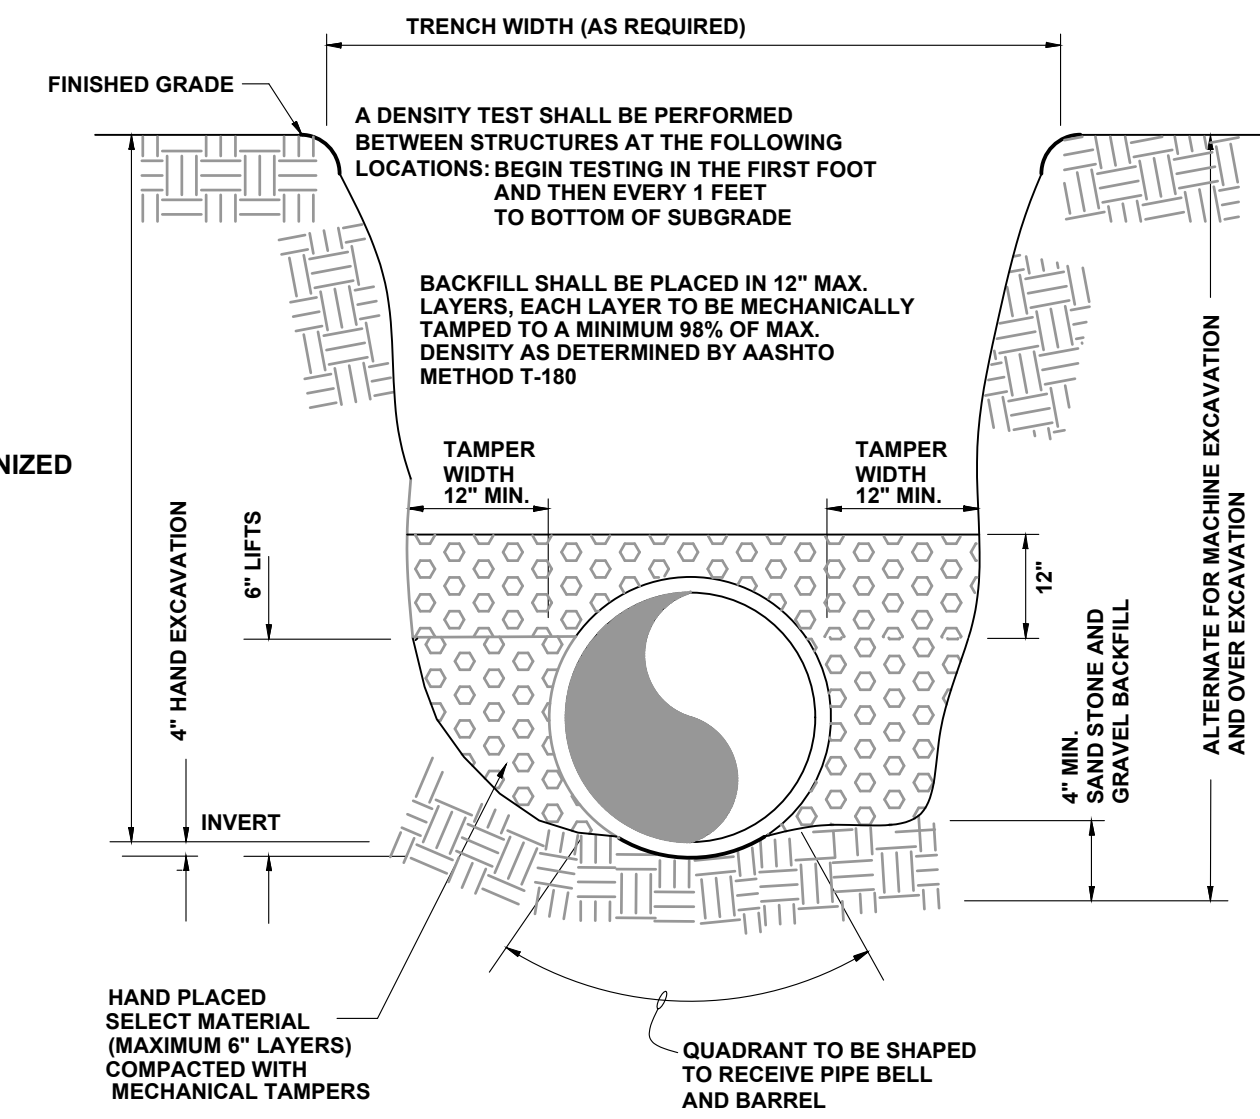 TRENCH WIDTH (AS REQUIRED)
FINISHED GRADE
A DENSITY TEST SHALL BE PERFORMED
BETWEEN STRUCTURES AT THE FOLLOWING
LOCATIONS: BEGIN TESTING IN THE FIRST FOOT
AND THEN EVERY 1 FEET
TO BOTTOM OF SUBGRADE
BACKFILL SHALL BE PLACED IN 12" MAX.
LAYERS, EACH LAYER TO BE MECHANICALLY
TAMPED TO A MINIMUM 98% OF MAX.
DENSITY AS DETERMINED BY AASHTO
METHOD T-180
NIZED
TAMPER
WIDTH
12" MIN.
TAMPER
WIDTH
12" MIN.
4" HAND EXCAVATION
6" LIFTS
12"
4" MIN.
SAND STONE AND
GRAVEL BACKFILL
ALTERNATE FOR MACHINE EXCAVATION
AND OVER EXCAVATION
INVERT
HAND PLACED
SELECT MATERIAL
(MAXIMUM 6" LAYERS)
COMPACTED WITH
MECHANICAL TAMPERS
QUADRANT TO BE SHAPED
TO RECEIVE PIPE BELL
AND BARREL